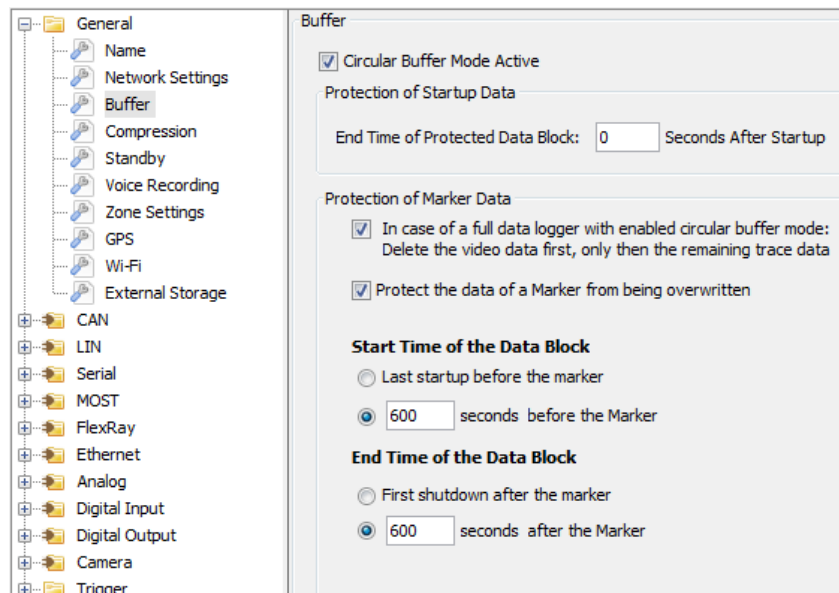 General
Name
Network Settings
Buffer
Compression
Standby
Voice Recording
Zone Settings
GPS
Wi-Fi
External Storage
CAN
LIN
Serial
MOST
FlexRay
Ethernet
Analog
Digital Input
Digital Output
Camera
Trigger
Buffer
Circular Buffer Mode Active
Protection of Startup Data
End Time of Protected Data Block: 0 Seconds After Startup
Protection of Marker Data
In case of a full data logger with enabled circular buffer mode:
Delete the video data first, only then the remaining trace data
Protect the data of a Marker from being overwritten
Start Time of the Data Block
Last startup before the marker
600 seconds before the Marker
End Time of the Data Block
First shutdown after the marker
600 seconds after the Marker